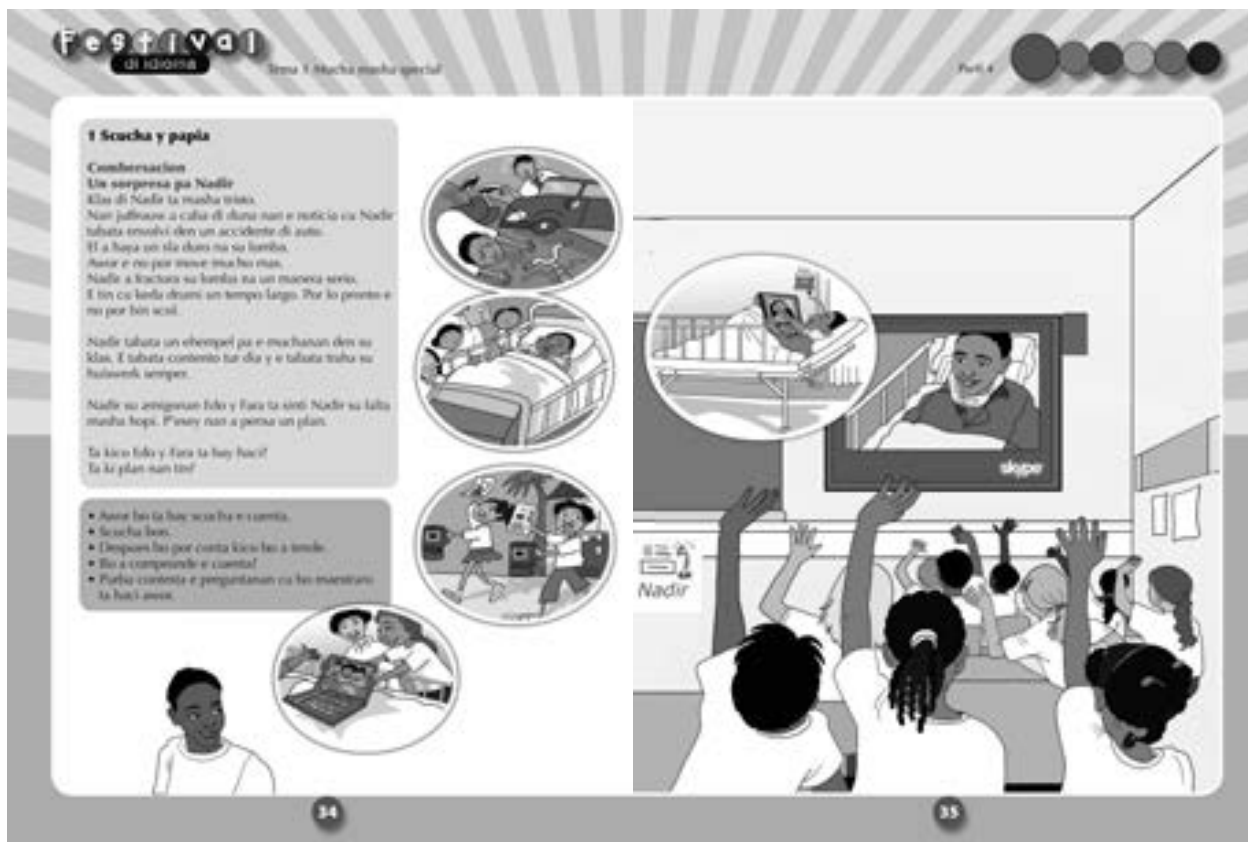 Festival
di idioma
Tema 1 Mucha masha special
Parti 4
1 Scucha y papia
Combersacion
Un sorpresa pa Nadir
Klas di Nadir ta masha tristo.
Nan juffrouw a caba di duna nan e noticia cu Nadir
tabata envolvi den un accidente di auto.
El a haya un sla duro na su lomba.
Awor e no por move mucho mas.
Nadir a fractura su lomba na un manera serio.
E tin cu keda drumi un tempo largo. Por lo pronto e
no por bin scol.
Nadir tabata un ehempel pa e muchanan den su
klas. E tabata contento tur dia y e tabata traha su
huiswerk semper.
Nadir su amigonan Edo y Fara ta sinti Nadir su falta
masha hopi. P'esey nan a pensa un plan.
Ta kico Edo y Fara ta bay haci?
Ta ki plan nan tin?
• Awor bo ta bay scucha e cuenta.
• Scucha bon.
• Despues bo por conta kico bo a tende.
• Bo a comprende e cuenta?
• Purba contesta e preguntanan cu bo maestro
ta haci awor.
skype
Nadir
34
35